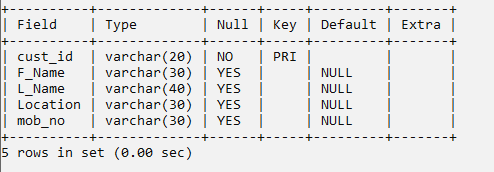 +----------+-------------+------+-----+---------+-------+
| Field    | Type        | Null | Key | Default | Extra |
+----------+-------------+------+-----+---------+-------+
| cust_id  | varchar(20) | NO   | PRI |         |       |
| F_Name   | varchar(30) | YES  |     | NULL    |       |
| L_Name   | varchar(40) | YES  |     | NULL    |       |
| Location | varchar(30) | YES  |     | NULL    |       |
| mob_no   | varchar(30) | YES  |     | NULL    |       |
+----------+-------------+------+-----+---------+-------+
5 rows in set (0.00 sec)